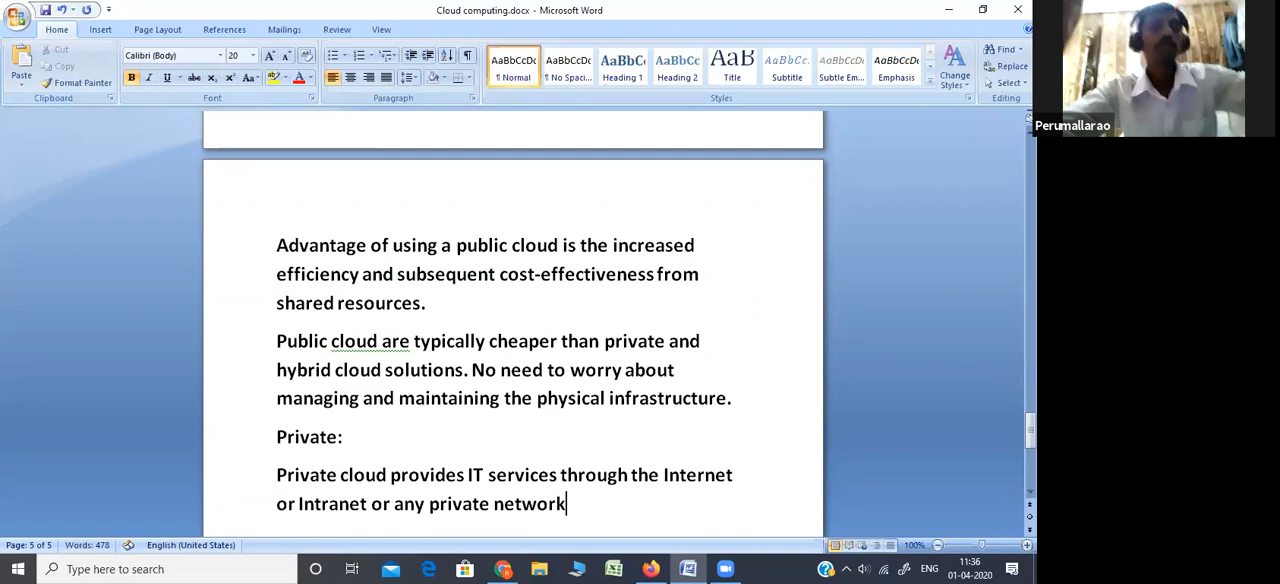 Cloud computing.docx - Microsoft Word
Home Insert Page Layout References Mailings Review View
Paste
Cut
Copy
Format Painter
Clipboard
Calibri (Body) 20
Font
Paragraph
AaBbCcDc AaBbCcDc AaBbCc AaBbCc AaB AaBbCc. AaBbCcDc AaBbCcDc
¶ Normal ¶ No Spaci... Heading 1 Heading 2 Title Subtitle Subtle Em... Emphasis
Change
Styles
Styles
Find
Replace
Select
Editing
Perumallarao
Advantage of using a public cloud is the increased
efficiency and subsequent cost-effectiveness from
shared resources.
Public cloud are typically cheaper than private and
hybrid cloud solutions. No need to worry about
managing and maintaining the physical infrastructure.
Private:
Private cloud provides IT services through the Internet
or Intranet or any private network
Page: 5 of 5 Words: 478 English (United States) 100%
Type here to search
ENG
11:36
01-04-2020